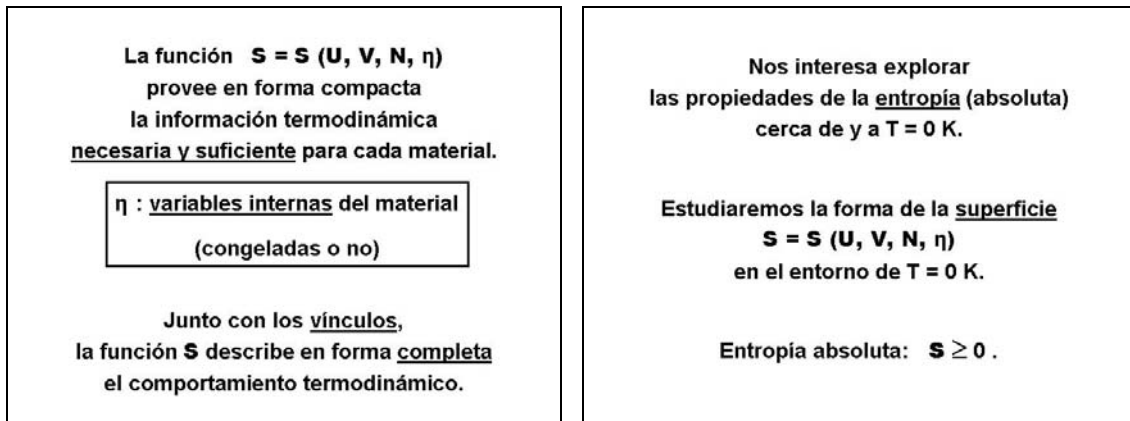 La función S = S (U, V, N, η)
provee en forma compacta
la información termodinámica
necesaria y suficiente para cada material.
η : variables internas del material
(congeladas o no)
Junto con los vínculos,
la función S describe en forma completa
el comportamiento termodinámico.
Nos interesa explorar
las propiedades de la entropía (absoluta)
cerca de y a T = 0 K.
Estudiaremos la forma de la superficie
S = S (U, V, N, η)
en el entorno de T = 0 K.
Entropía absoluta: S ≥ 0 .